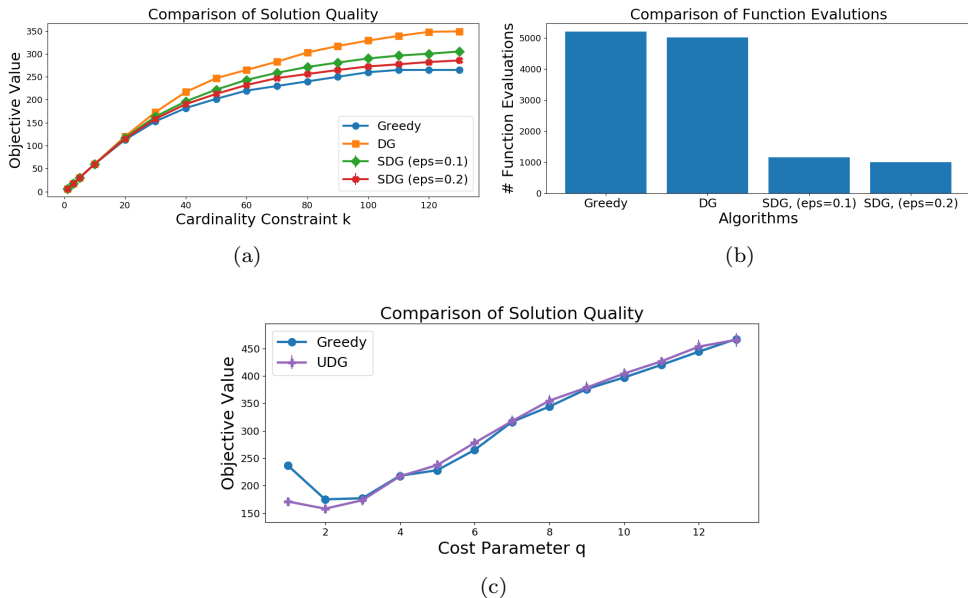 Comparison of Solution Quality
Objective Value
350
300
250
200
150
100
50
0
Greedy
DG
SDG (eps=0.1)
SDG (eps=0.2)
0 20 40 60 80 100 120
Cardinality Constraint k
(a)
Comparison of Function Evalutions
# Function Evaluations
5000
4000
3000
2000
1000
0
Greedy DG SDG, (eps=0.1) SDG, (eps=0.2)
Algorithms
(b)
Comparison of Solution Quality
Objective Value
450
400
350
300
250
200
150
Greedy
UDG
2 4 6 8 10 12
Cost Parameter q
(c)